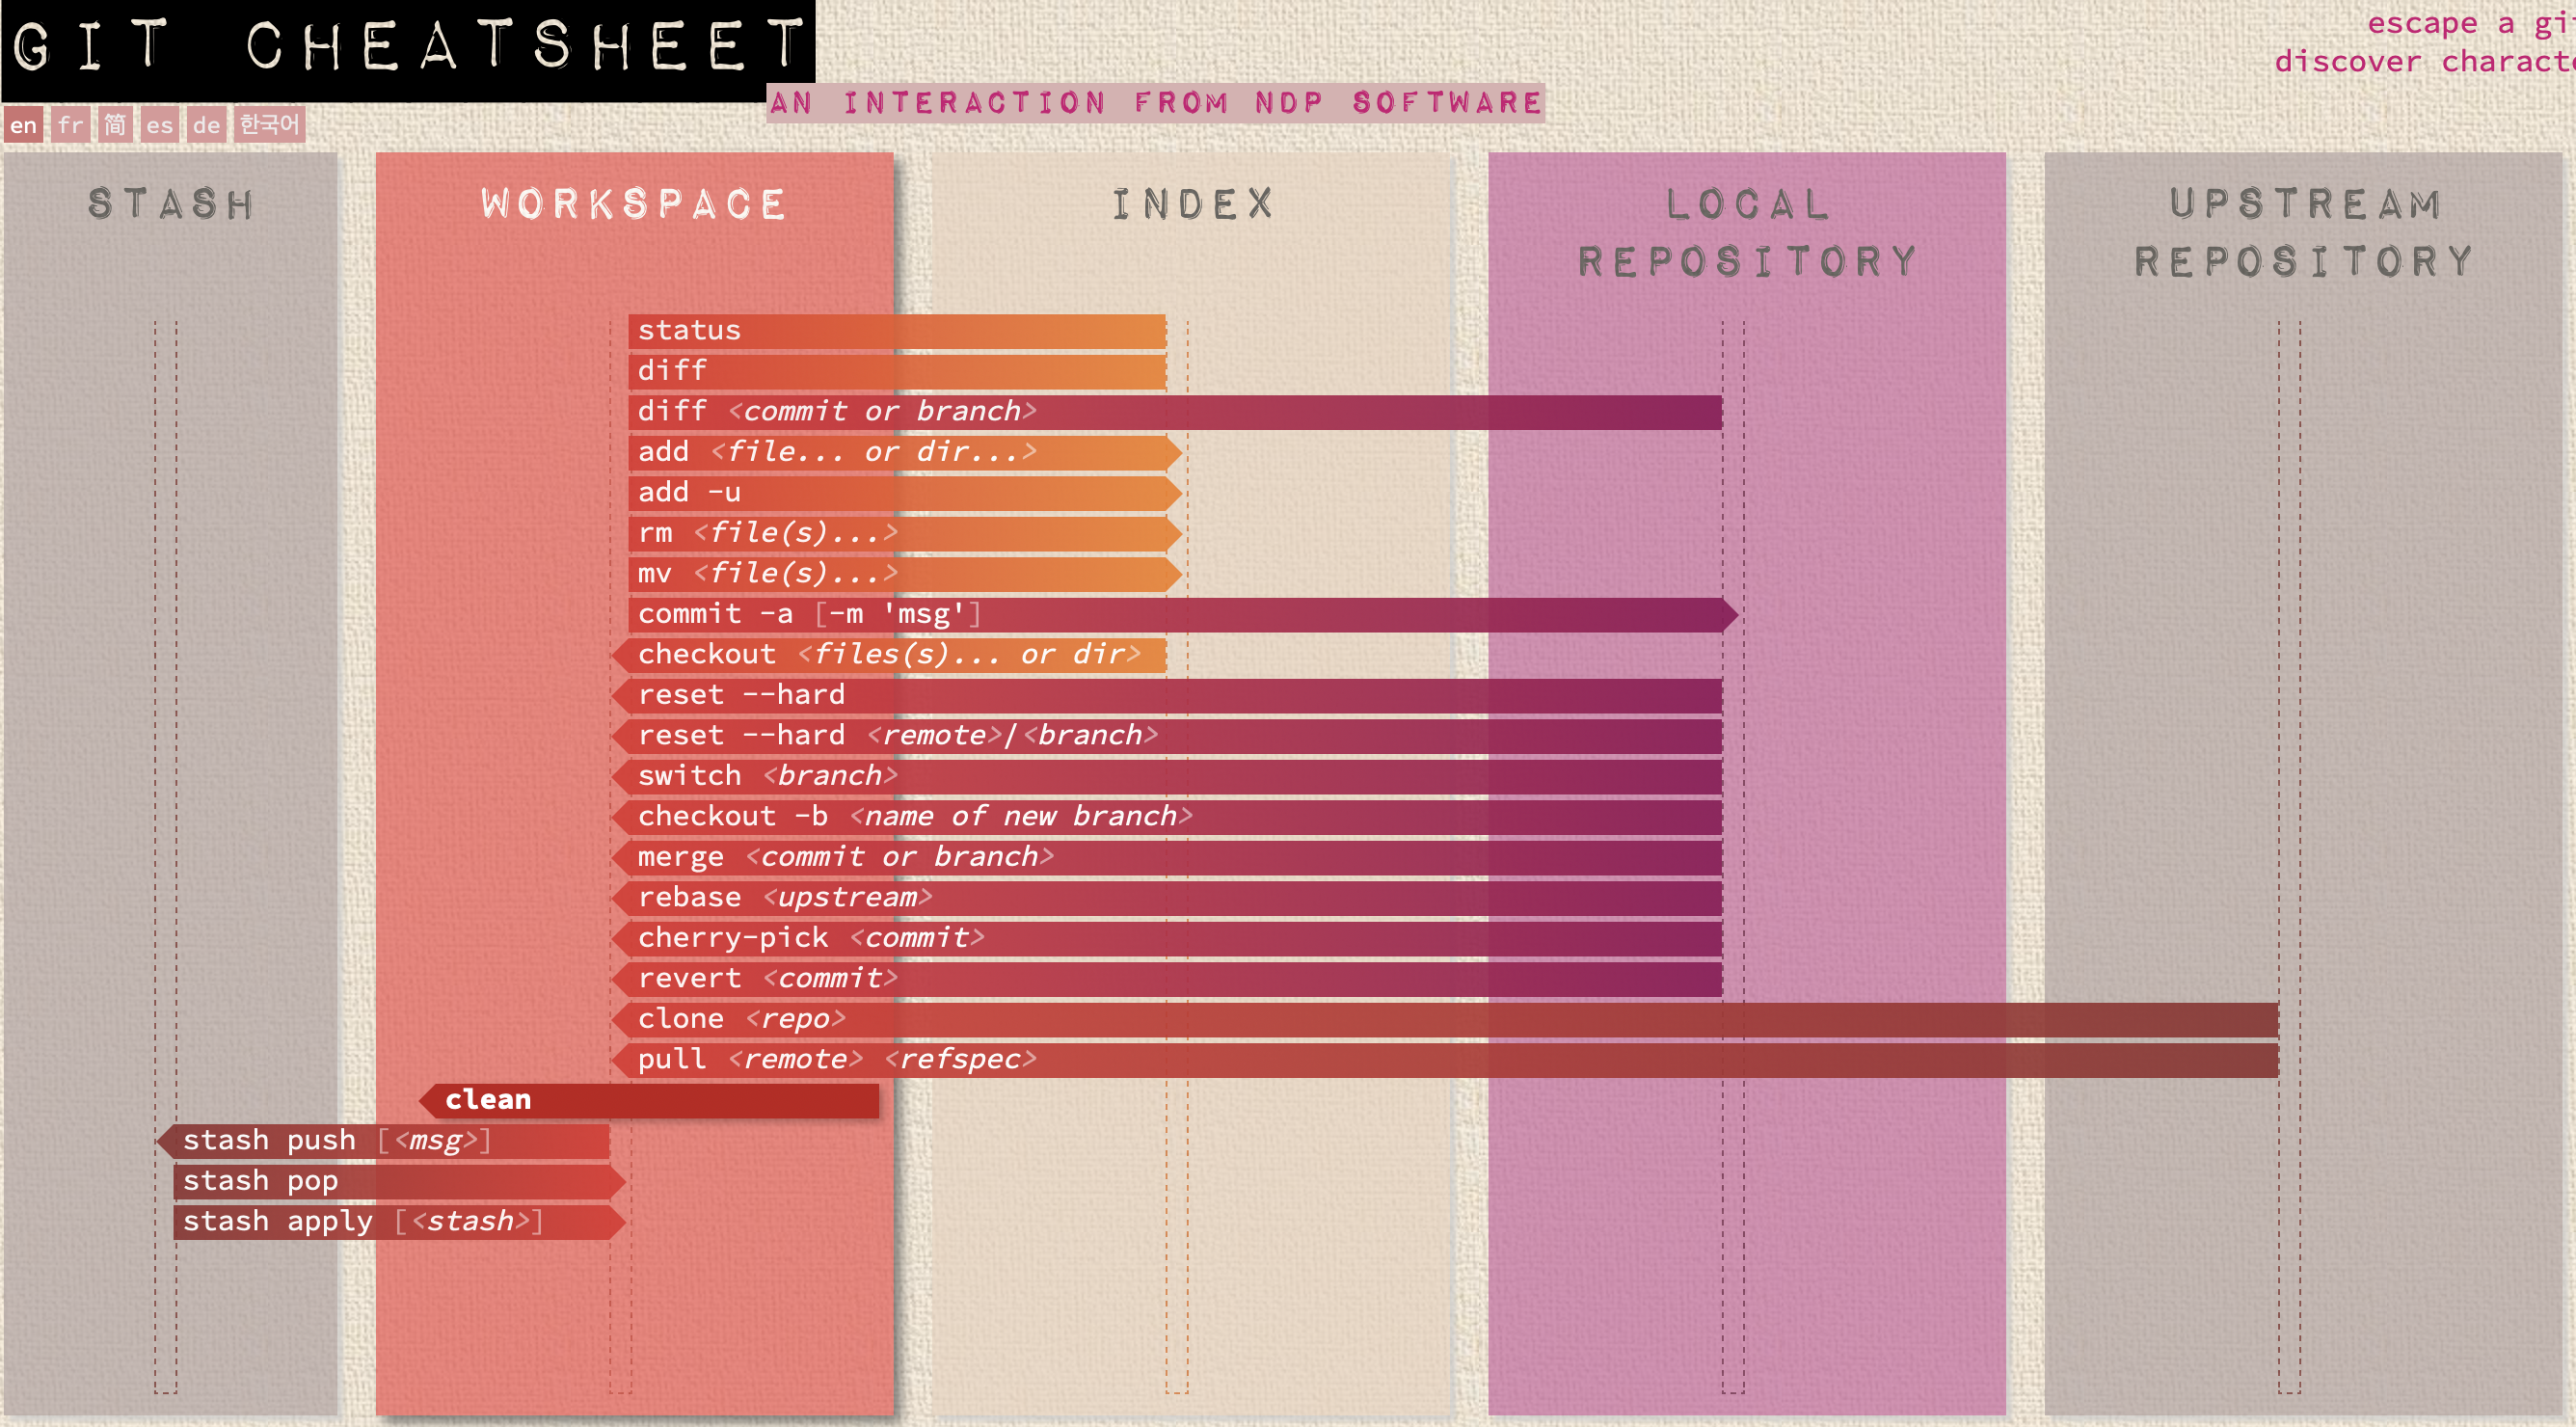 GIT CHEATSHEET
escape a gi
discover charact
AN INTERACTION FROM NDP SOFTWARE
en fr 简 es de 한국어
STASH
WORKSPACE
INDEX
LOCAL
REPOSITORY
UPSTREAM
REPOSITORY
status
diff
diff <commit or branch>
add <file... or dir...>
add -u
rm <file(s)...>
mv <file(s)...>
commit -a [-m 'msg']
checkout <files(s)... or dir>
reset --hard
reset --hard <remote>/<branch>
switch <branch>
checkout -b <name of new branch>
merge <commit or branch>
rebase <upstream>
cherry-pick <commit>
revert <commit>
clone <repo>
pull <remote> <refspec>
clean
stash push [<msg>]
stash pop
stash apply [<stash>]